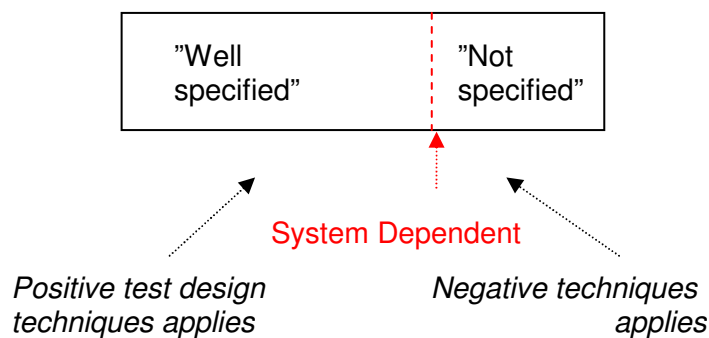 ”Well
specified”
”Not
specified”
System Dependent
Positive test design
techniques applies
Negative techniques
applies